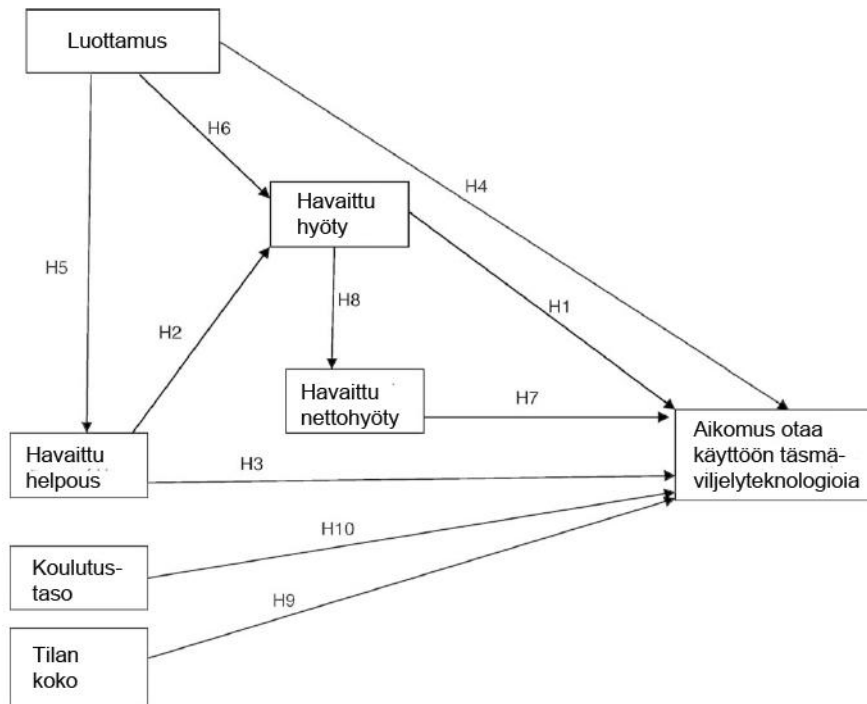 Luottamus
H6
H4
Havaittu
hyöty
H5
H2
H8
H1
Havaittu
nettohyöty
H7
Havaittu
helpous
H3
Aikomus otaa
käyttöön täsmä-
viljelyteknologioia
H10
Koulutus-
taso
H9
Tilan
koko